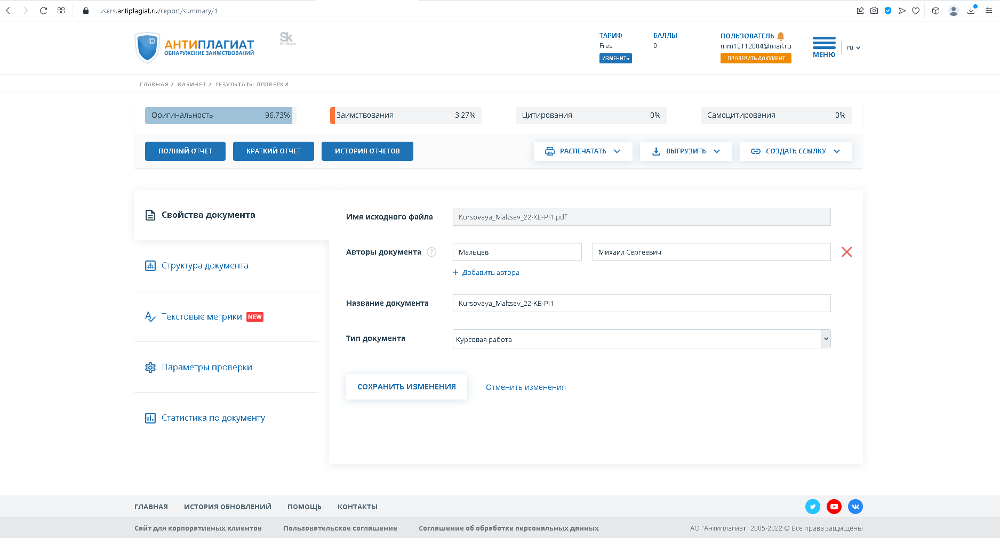 users.antiplagiat.ru/report/summary/1
©
АНТИПЛАГИАТ
ОБНАРУЖЕНИЕ ЗАИМСТВОВАНИЙ
Sk
Skolkovo
ТАРИФ
Free
ИЗМЕНИТЬ
БАЛЛЫ
0
ПОЛЬЗОВАТЕЛЬ
mm12112004@mail.ru
ПРОВЕРИТЬ ДОКУМЕНТ
МЕНЮ
ru
ГЛАВНАЯ / КАБИНЕТ / РЕЗУЛЬТАТЫ ПРОВЕРКИ
Оригинальность 96,73%
Заимствования 3,27%
Цитирования 0%
Самоцитирования 0%
ПОЛНЫЙ ОТЧЕТ
КРАТКИЙ ОТЧЕТ
ИСТОРИЯ ОТЧЕТОВ
РАСПЕЧАТАТЬ
ВЫГРУЗИТЬ
СОЗДАТЬ ССЫЛКУ
Свойства документа
Структура документа
Текстовые метрики NEW
Параметры проверки
Статистика по документу
Имя исходного файла
Kursovaya_Maltsev_22-KB-PI1.pdf
Авторы документа ?
Мальцев
Михаил Сергеевич
+ Добавить автора
Название документа
Kursovaya_Maltsev_22-KB-PI1
Тип документа
Курсовая работа
СОХРАНИТЬ ИЗМЕНЕНИЯ
Отменить изменения
ГЛАВНАЯ
ИСТОРИЯ ОБНОВЛЕНИЙ
ПОМОЩЬ
КОНТАКТЫ
Сайт для корпоративных клиентов
Пользовательское соглашение
Соглашение об обработке персональных данных
АО "Антиплагиат" 2005-2022 © Все права защищены